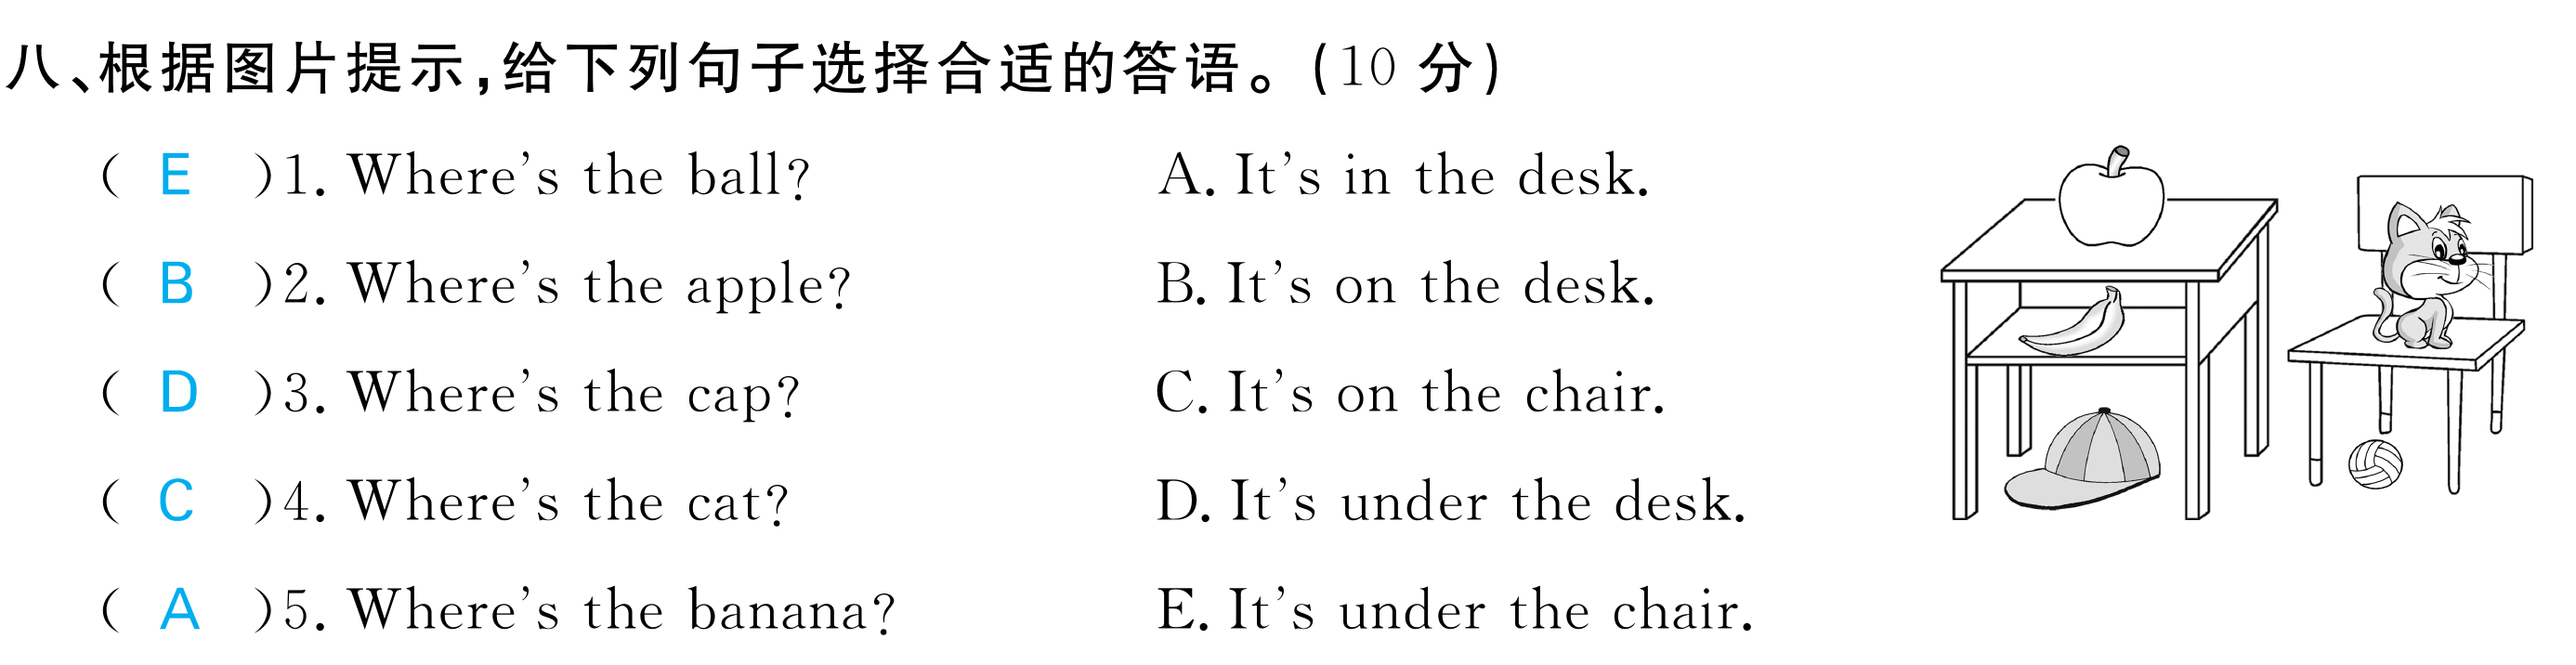 八、根据图片提示,给下列句子选择合适的答语。(10 分)
( E )1. Where's the ball? A. It's in the desk.
( B )2. Where's the apple? B. It's on the desk.
( D )3. Where's the cap? C. It's on the chair.
( C )4. Where's the cat? D. It's under the desk.
( A )5. Where's the banana? E. It's under the chair.